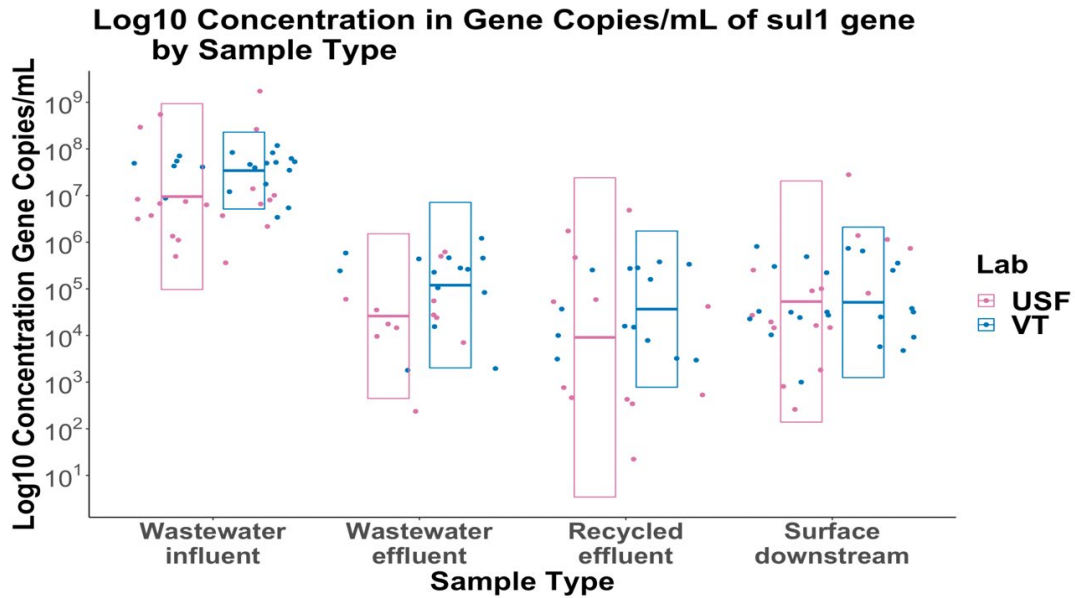 Log10 Concentration in Gene Copies/mL of sul1 gene
by Sample Type
Log10 Concentration Gene Copies/mL
10⁹
10⁸
10⁷
10⁶
10⁵
10⁴
10³
10²
10¹
Wastewater
influent
Wastewater
effluent
Recycled
effluent
Surface
downstream
Sample Type
Lab
USF
VT